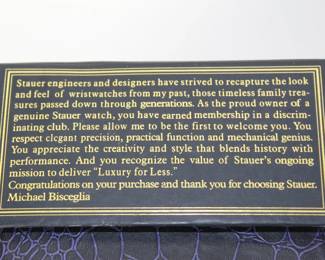 Stauer engineers and designers have strived to recapture the look
and feel of wristwatches from my past, those timeless family trea-
sures passed down through generations. As the proud owner of a
genuine Stauer watch, you have earned membership in a discri-
minating club. Please allow me to be the first to welcome you. You
respect elegant precision, practical function and mechanical genius.
You appreciate the creativity and style that blends history with
performance. And you recognize the value of Stauer's ongoing
mission to deliver "Luxury for Less."
Congratulations on your purchase and thank you for choosing Stauer.
Michael Bisceglia